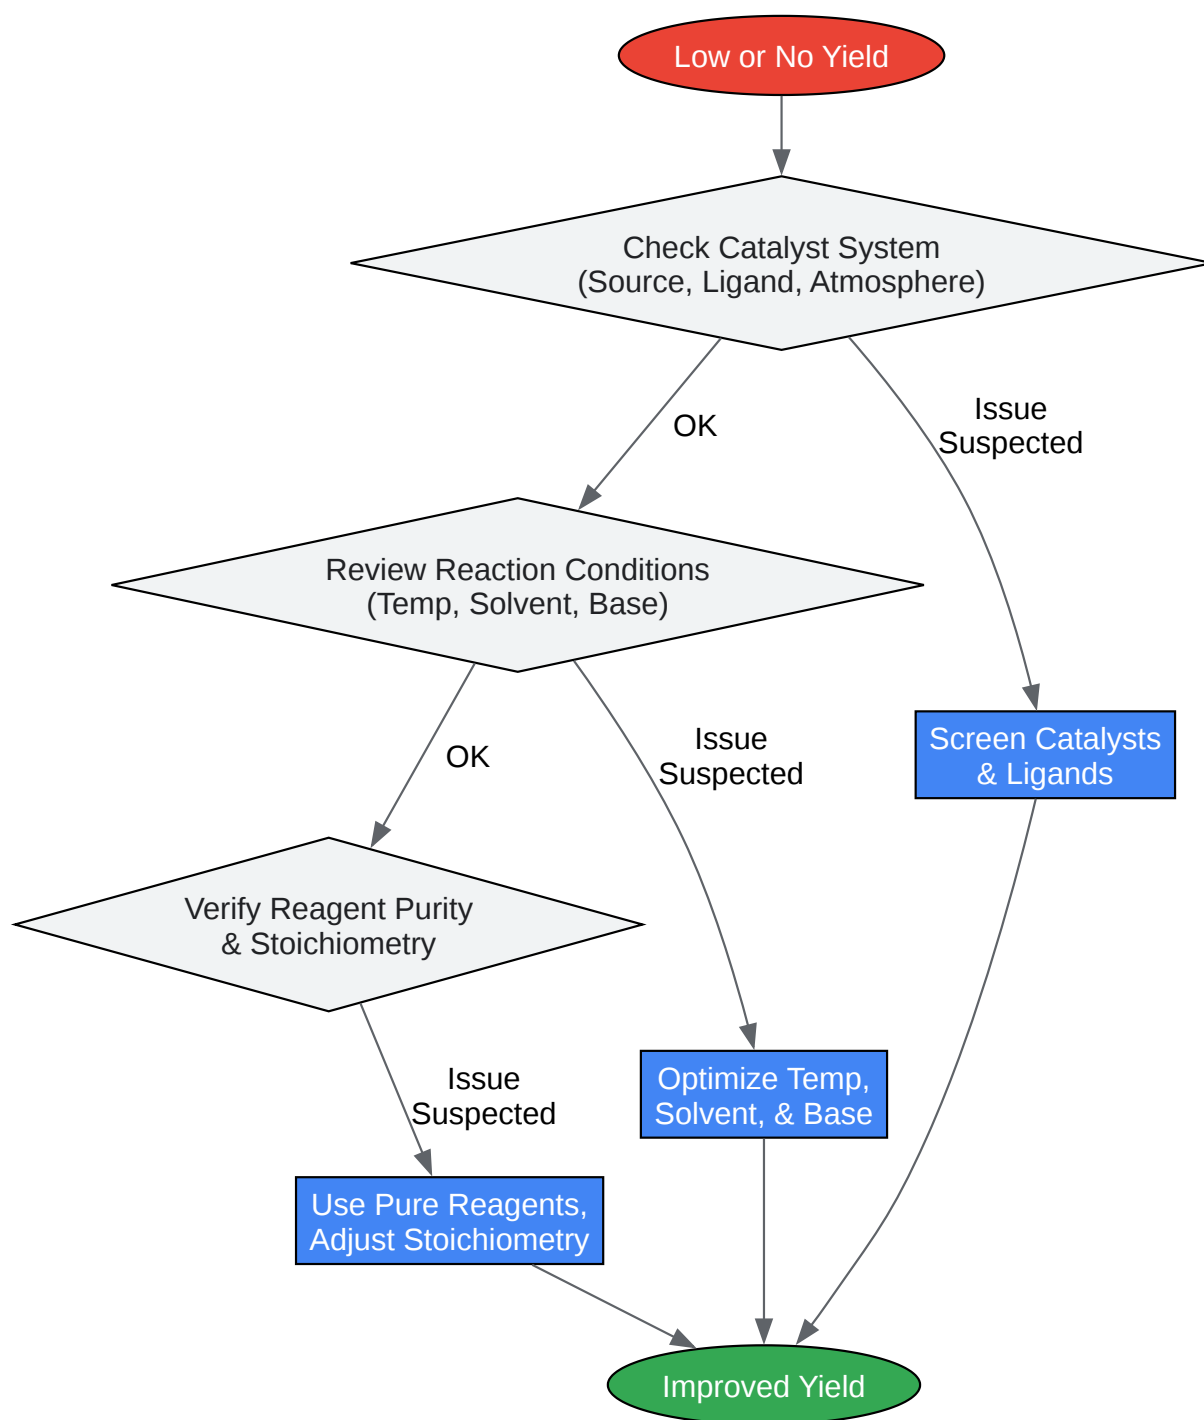 Low or No Yield
Check Catalyst System
(Source, Ligand, Atmosphere)
OK
Issue
Suspected
Review Reaction Conditions
(Temp, Solvent, Base)
OK
Issue
Suspected
Screen Catalysts
& Ligands
Verify Reagent Purity
& Stoichiometry
Issue
Suspected
Optimize Temp,
Solvent, & Base
Use Pure Reagents,
Adjust Stoichiometry
Improved Yield